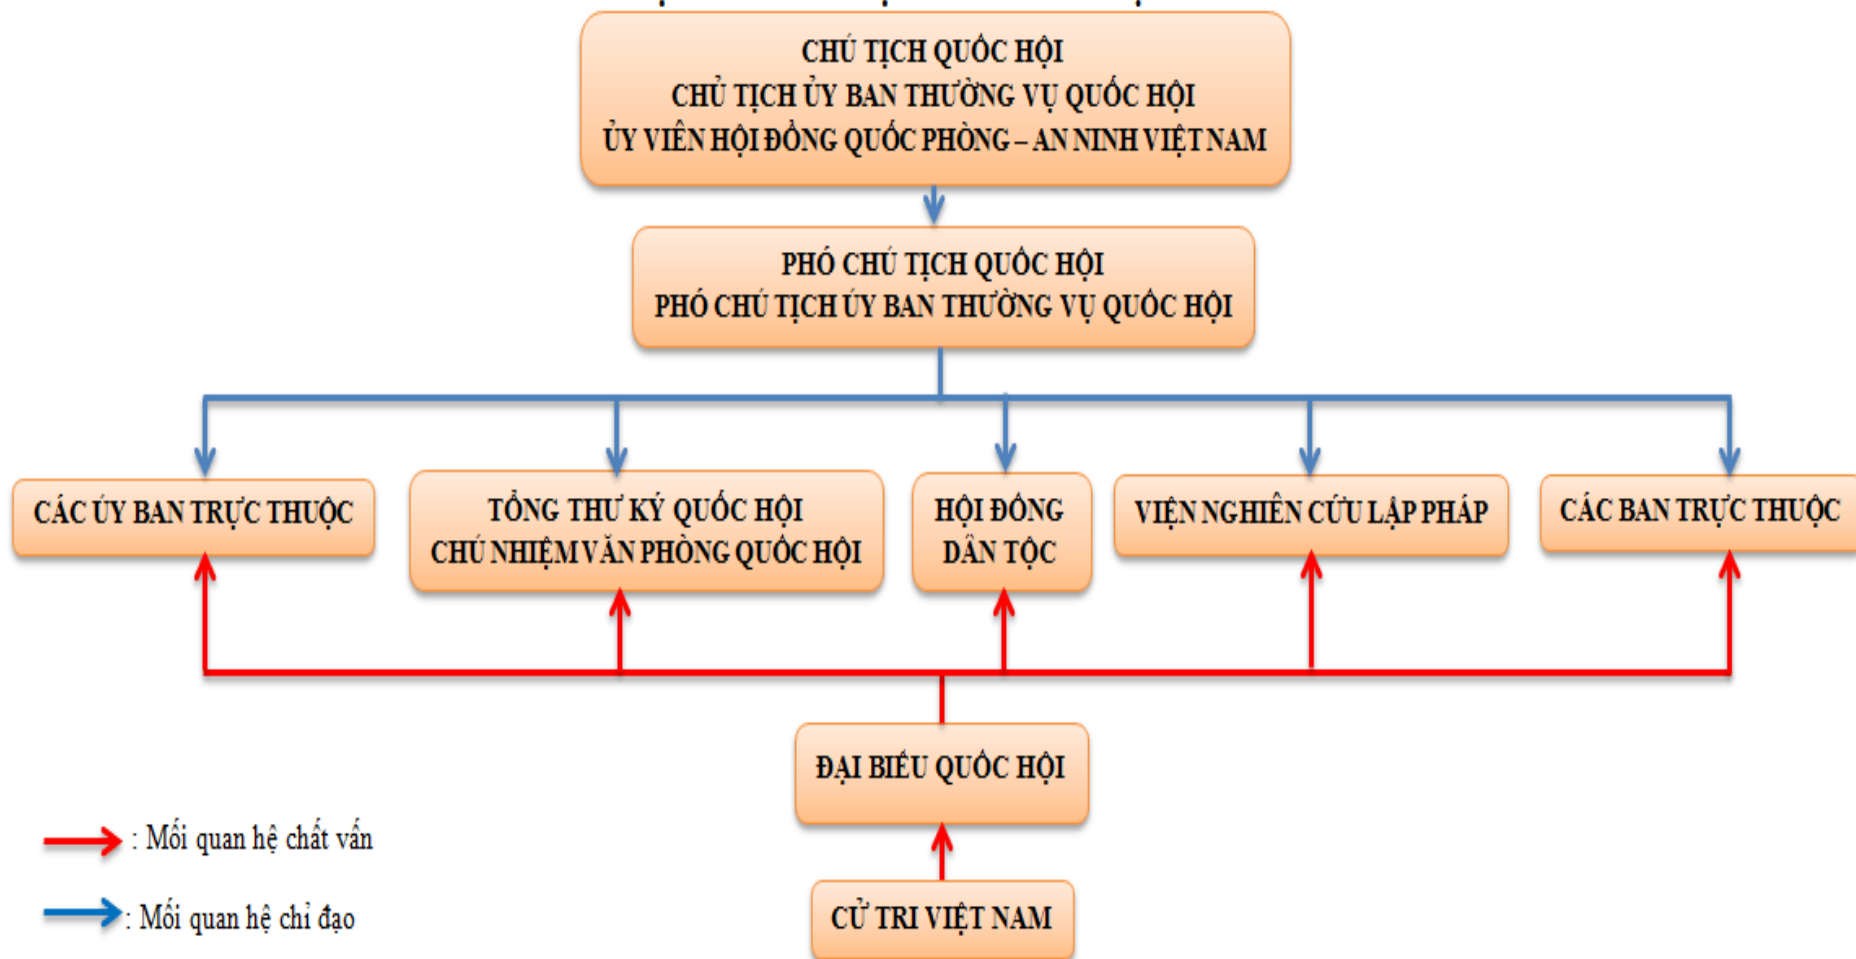 CHỦ TỊCH QUỐC HỘI
CHỦ TỊCH ỦY BAN THƯỜNG VỤ QUỐC HỘI
ỦY VIÊN HỘI ĐỒNG QUỐC PHÒNG – AN NINH VIỆT NAM
PHÓ CHỦ TỊCH QUỐC HỘI
PHÓ CHỦ TỊCH ỦY BAN THƯỜNG VỤ QUỐC HỘI
CÁC ỦY BAN TRỰC THUỘC
TỔNG THƯ KÝ QUỐC HỘI
CHỦ NHIỆM VĂN PHÒNG QUỐC HỘI
HỘI ĐỒNG
DÂN TỘC
VIỆN NGHIÊN CỨU LẬP PHÁP
CÁC BAN TRỰC THUỘC
ĐẠI BIỂU QUỐC HỘI
: Mối quan hệ chất vấn
: Mối quan hệ chỉ đạo
CỬ TRI VIỆT NAM